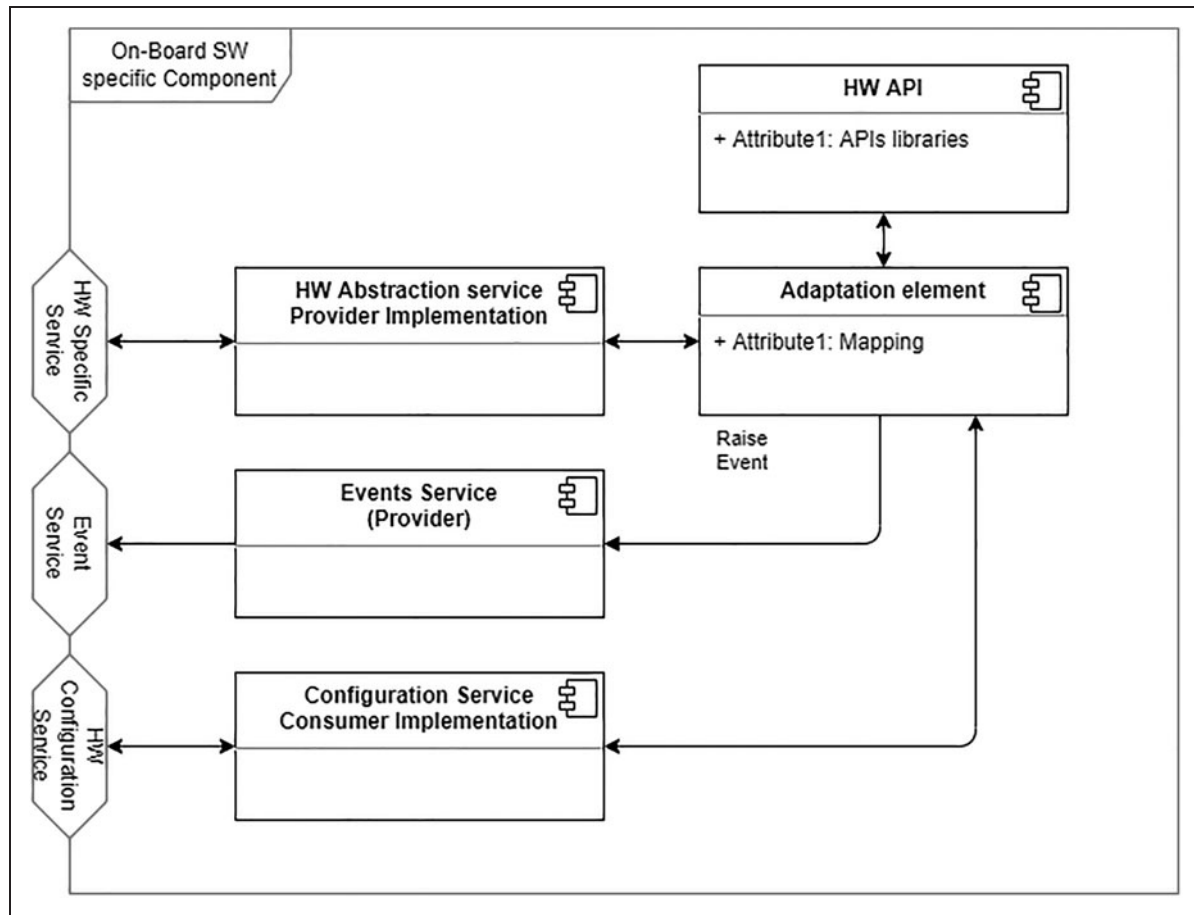 On-Board SW
specific Component
HW API
+ Attribute1: APIs libraries
HW Specific
Service
HW Abstraction service
Provider Implementation
Adaptation element
+ Attribute1: Mapping
Raise
Event
Event
Service
Events Service
(Provider)
HW
Configuration
Service
Configuration Service
Consumer Implementation